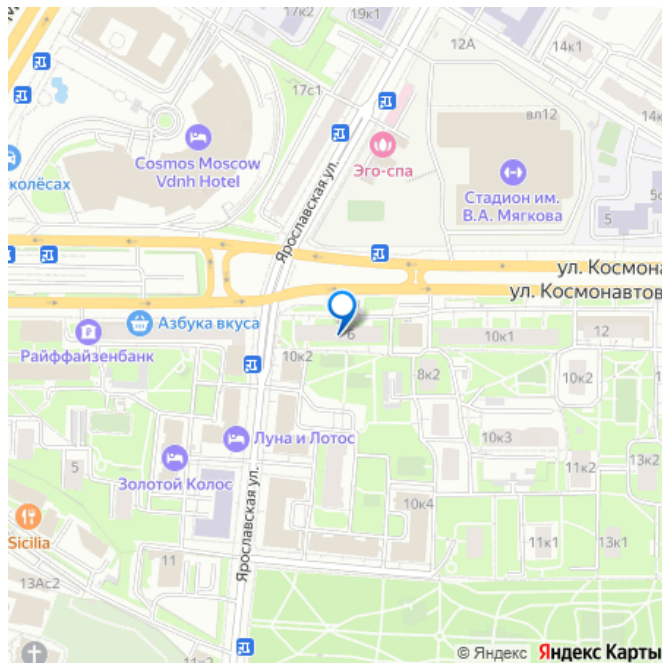 17к2
19к1
12А
14к1
17с1
вл12
14к
Cosmos Moscow
Vdnh Hotel
колёсах
Эго-спа
Стадион им.
В.А. Мягкова
5
Ярославская ул.
ул. Космона
ул. Космонавтов
Азбука вкуса
Райффайзенбанк
6
10к1
12
10к2
8к2
10к2
Луна и Лотос
10к3
5
Золотой Колос
11к2
13к2
Ярославская ул.
10к4
Sicilia
11
11к1
13к1
13Ас2
11к2
© Яндекс Яндекс Карты